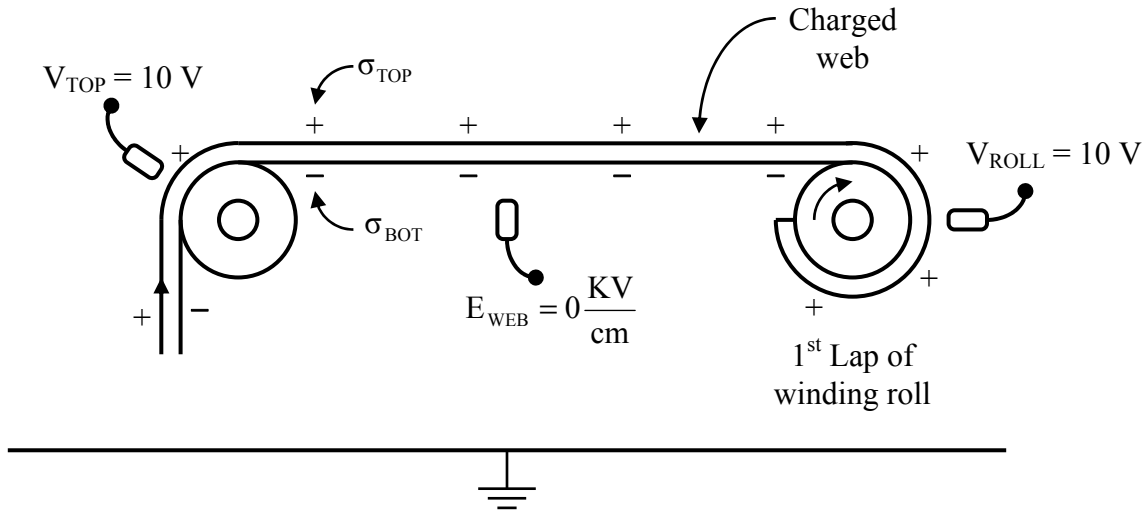 Charged
web
V_TOP = 10 V
σ_TOP
+ + + +
+
+
V_ROLL = 10 V
− − − −
σ_BOT
+ −
E_WEB = 0 KV/cm
+
+
1st Lap of
winding roll